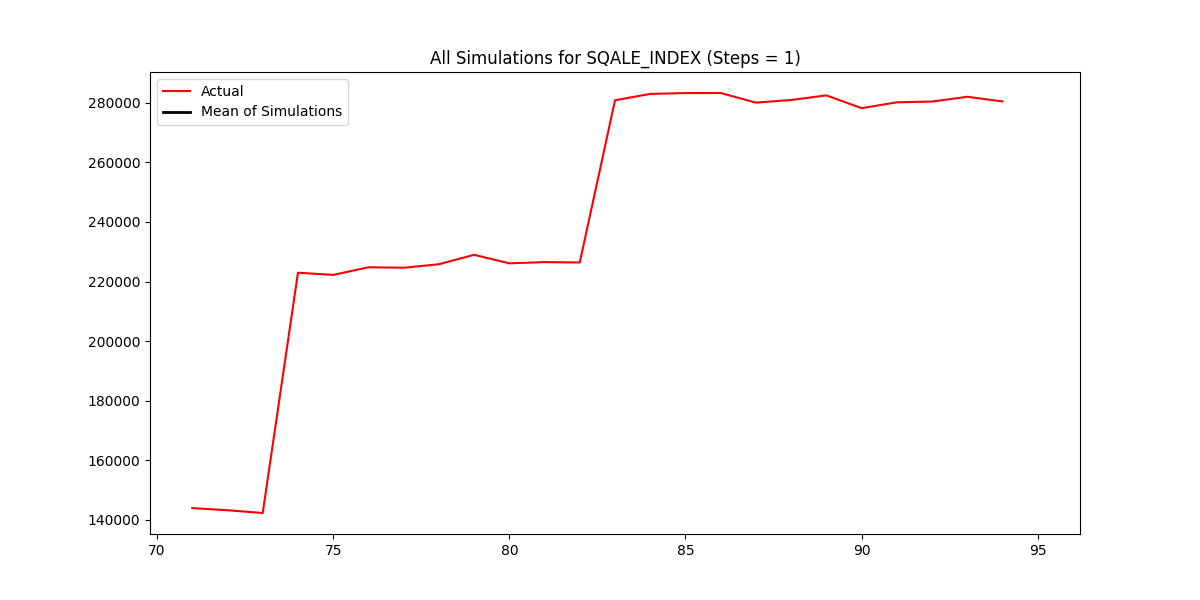 All Simulations for SQALE_INDEX (Steps = 1)
Actual
Mean of Simulations
280000
260000
240000
220000
200000
180000
160000
140000
70 75 80 85 90 95